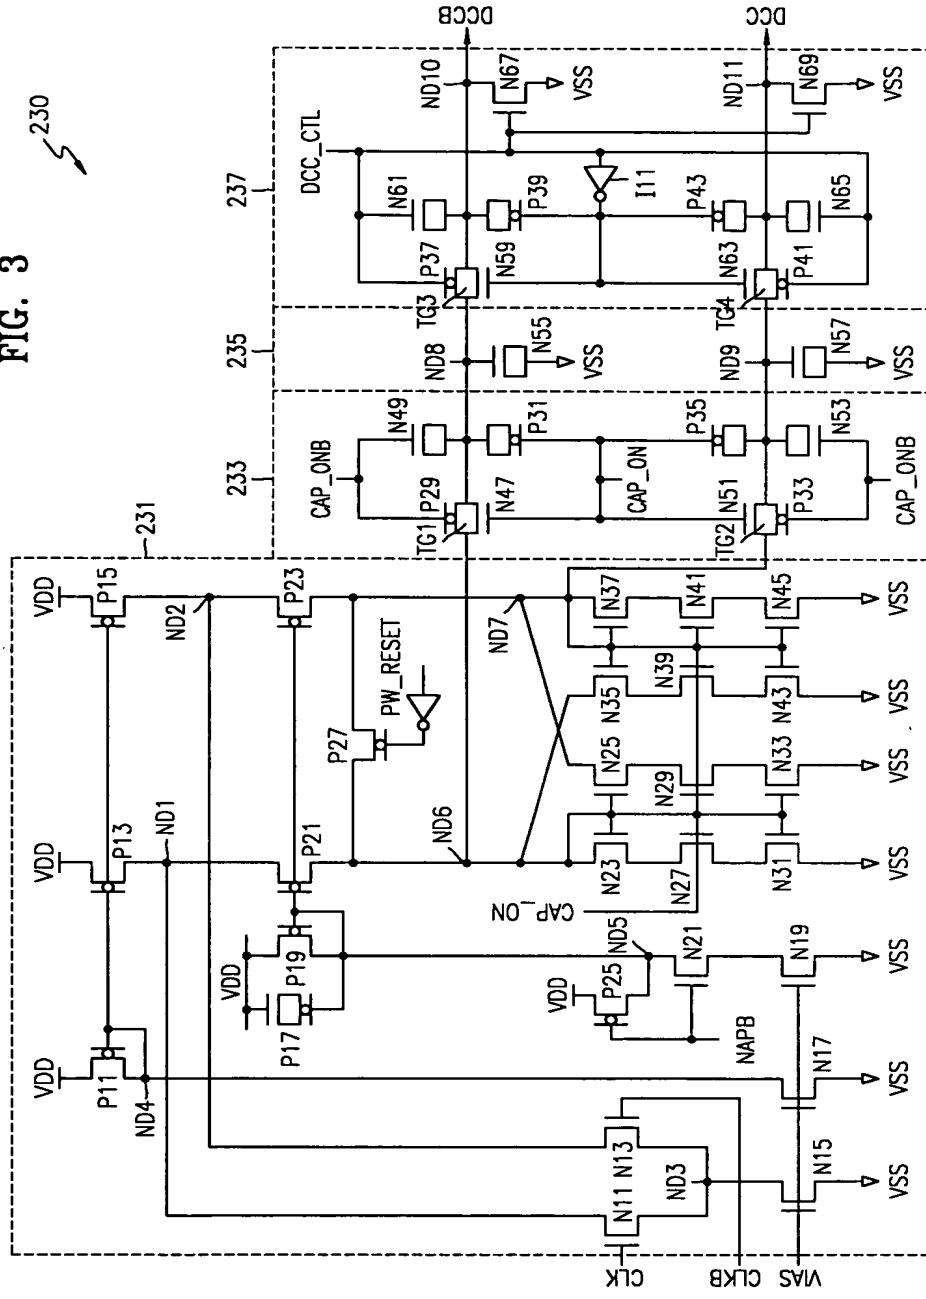 FIG. 3
230
231
233
235
237
VDD
P11
ND4
VDD
P13
ND1
VDD
P15
ND2
VDD
P17
P19
P21
P23
P27
PW_RESET
ND6
ND7
VDD
P25
ND5
NAPB
CAP_ON
N11
N13
ND3
N15
VSS
N17
VSS
N21
N19
VSS
N23
N27
N31
VSS
N25
N29
N33
VSS
N35
N39
N43
VSS
N37
N41
N45
VSS
CLK
CLKB
VIAS
CAP_ONB
P29
N49
TG1
N47
P31
CAP_ON
P35
TG2
N51
P33
N53
CAP_ONB
ND8
N55
VSS
ND9
N57
VSS
DCC_CTL
N61
P37
TG3
N59
P39
I11
P43
N63
TG4
P41
N65
ND10
N67
VSS
ND11
N69
VSS
DCCB
DCC